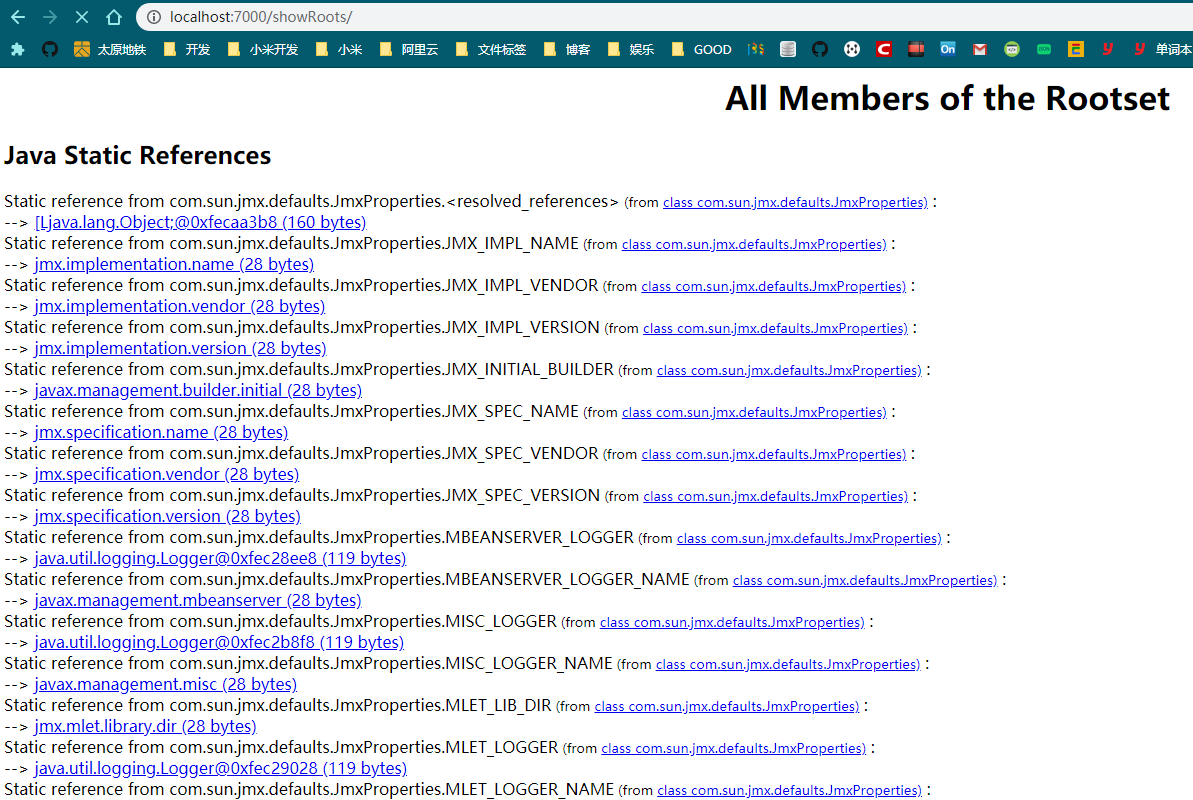 localhost:7000/showRoots/
太原地铁 开发 小米开发 小米 阿里云 文件标签 博客 娱乐 GOOD 单词本
All Members of the Rootset
Java Static References
Static reference from com.sun.jmx.defaults.JmxProperties.<resolved_references> (from class com.sun.jmx.defaults.JmxProperties) :
--> [Ljava.lang.Object;@0xfecaa3b8 (160 bytes)
Static reference from com.sun.jmx.defaults.JmxProperties.JMX_IMPL_NAME (from class com.sun.jmx.defaults.JmxProperties) :
--> jmx.implementation.name (28 bytes)
Static reference from com.sun.jmx.defaults.JmxProperties.JMX_IMPL_VENDOR (from class com.sun.jmx.defaults.JmxProperties) :
--> jmx.implementation.vendor (28 bytes)
Static reference from com.sun.jmx.defaults.JmxProperties.JMX_IMPL_VERSION (from class com.sun.jmx.defaults.JmxProperties) :
--> jmx.implementation.version (28 bytes)
Static reference from com.sun.jmx.defaults.JmxProperties.JMX_INITIAL_BUILDER (from class com.sun.jmx.defaults.JmxProperties) :
--> javax.management.builder.initial (28 bytes)
Static reference from com.sun.jmx.defaults.JmxProperties.JMX_SPEC_NAME (from class com.sun.jmx.defaults.JmxProperties) :
--> jmx.specification.name (28 bytes)
Static reference from com.sun.jmx.defaults.JmxProperties.JMX_SPEC_VENDOR (from class com.sun.jmx.defaults.JmxProperties) :
--> jmx.specification.vendor (28 bytes)
Static reference from com.sun.jmx.defaults.JmxProperties.JMX_SPEC_VERSION (from class com.sun.jmx.defaults.JmxProperties) :
--> jmx.specification.version (28 bytes)
Static reference from com.sun.jmx.defaults.JmxProperties.MBEANSERVER_LOGGER (from class com.sun.jmx.defaults.JmxProperties) :
--> java.util.logging.Logger@0xfec28ee8 (119 bytes)
Static reference from com.sun.jmx.defaults.JmxProperties.MBEANSERVER_LOGGER_NAME (from class com.sun.jmx.defaults.JmxProperties) :
--> javax.management.mbeanserver (28 bytes)
Static reference from com.sun.jmx.defaults.JmxProperties.MISC_LOGGER (from class com.sun.jmx.defaults.JmxProperties) :
--> java.util.logging.Logger@0xfec2b8f8 (119 bytes)
Static reference from com.sun.jmx.defaults.JmxProperties.MISC_LOGGER_NAME (from class com.sun.jmx.defaults.JmxProperties) :
--> javax.management.misc (28 bytes)
Static reference from com.sun.jmx.defaults.JmxProperties.MLET_LIB_DIR (from class com.sun.jmx.defaults.JmxProperties) :
--> jmx.mlet.library.dir (28 bytes)
Static reference from com.sun.jmx.defaults.JmxProperties.MLET_LOGGER (from class com.sun.jmx.defaults.JmxProperties) :
--> java.util.logging.Logger@0xfec29028 (119 bytes)
Static reference from com.sun.jmx.defaults.JmxProperties.MLET_LOGGER_NAME (from class com.sun.jmx.defaults.JmxProperties) :